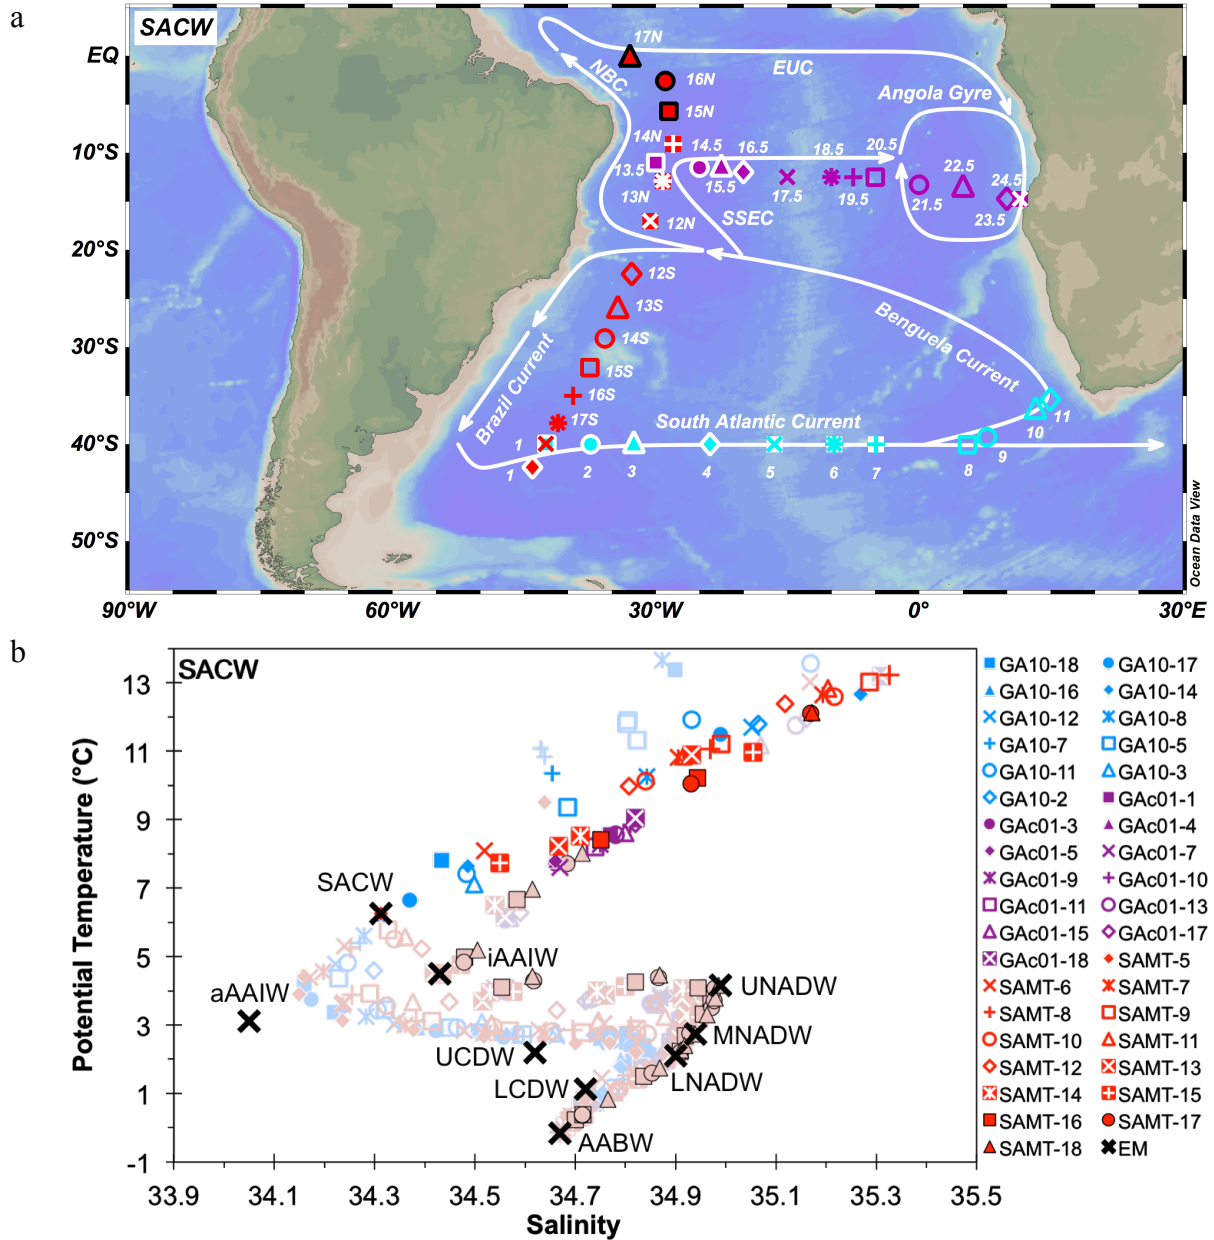 a
SACW
EQ
10°S
20°S
30°S
40°S
50°S
90°W
60°W
30°W
0°
30°E
17N
NBC
16N
EUC
Angola Gyre
15N
14N
14.5
16.5
18.5
20.5
13.5
15.5
22.5
24.5
13N
17.5
19.5
21.5
23.5
12N
SSEC
12S
13S
14S
15S
16S
17S
Benguela Current
Brazil Current
South Atlantic Current
1
1
2
3
4
5
6
7
8
9
10
11
Ocean Data View
b
SACW
Potential Temperature (°C)
13
11
9
7
5
3
1
-1
33.9
34.1
34.3
34.5
34.7
34.9
35.1
35.3
35.5
Salinity
SACW
iAAIW
aAAIW
UNADW
MNADW
UCDW
LNADW
LCDW
AABW
GA10-18 GA10-17
GA10-16 GA10-14
GA10-12 GA10-8
GA10-7 GA10-5
GA10-11 GA10-3
GA10-2 GAc01-1
GAc01-3 GAc01-4
GAc01-5 GAc01-7
GAc01-9 GAc01-10
GAc01-11 GAc01-13
GAc01-15 GAc01-17
GAc01-18 SAMT-5
SAMT-6 SAMT-7
SAMT-8 SAMT-9
SAMT-10 SAMT-11
SAMT-12 SAMT-13
SAMT-14 SAMT-15
SAMT-16 SAMT-17
SAMT-18 EM